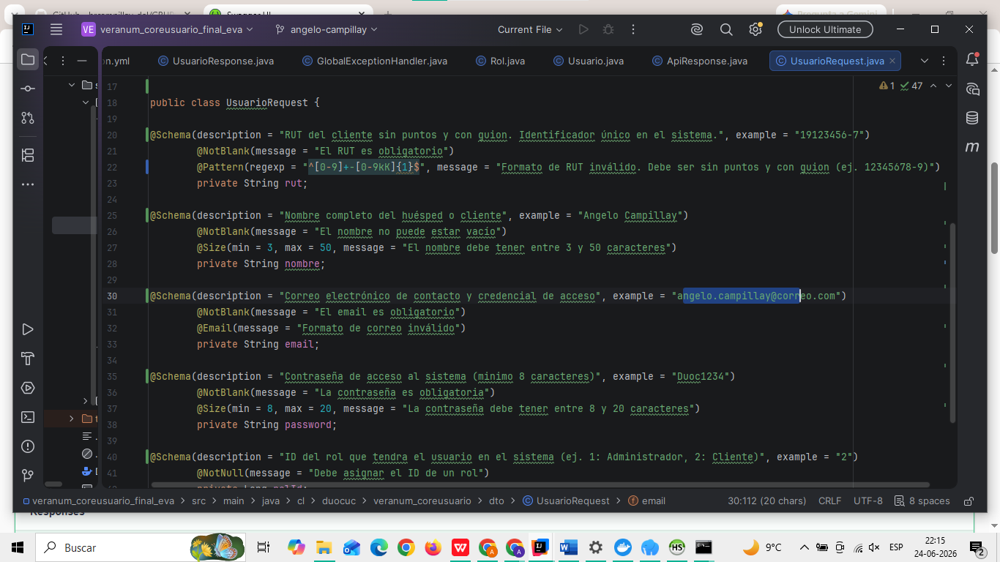 Pregunta a Gemini
VE veranum_coreusuario_final_eva
angelo-campillay
Current File
Unlock Ultimate
on.yml
UsuarioResponse.java
GlobalExceptionHandler.java
Rol.java
Usuario.java
ApiResponse.java
UsuarioRequest.java
1 47
17
18 public class UsuarioRequest {
19
20 @Schema(description = "RUT del cliente sin puntos y con guion. Identificador único en el sistema.", example = "19123456-7")
21 @NotBlank(message = "El RUT es obligatorio")
22 @Pattern(regexp = "^[0-9]+-[0-9kK]{1}$", message = "Formato de RUT inválido. Debe ser sin puntos y con guion (ej. 12345678-9)")
23 private String rut;
24
25 @Schema(description = "Nombre completo del huésped o cliente", example = "Angelo Campillay")
26 @NotBlank(message = "El nombre no puede estar vacío")
27 @Size(min = 3, max = 50, message = "El nombre debe tener entre 3 y 50 caracteres")
28 private String nombre;
29
30 @Schema(description = "Correo electrónico de contacto y credencial de acceso", example = "angelo.campillay@correo.com")
31 @NotBlank(message = "El email es obligatorio")
32 @Email(message = "Formato de correo inválido")
33 private String email;
34
35 @Schema(description = "Contraseña de acceso al sistema (minimo 8 caracteres)", example = "Duoc1234")
36 @NotBlank(message = "La contraseña es obligatoria")
37 @Size(min = 8, max = 20, message = "La contraseña debe tener entre 8 y 20 caracteres")
38 private String password;
39
40 @Schema(description = "ID del rol que tendra el usuario en el sistema (ej. 1: Administrador, 2: Cliente)", example = "2")
41 @NotNull(message = "Debe asignar el ID de un rol")
veranum_coreusuario_final_eva > src > main > java > cl > duocuc > veranum_coreusuario > dto > UsuarioRequest > email
30:112 (20 chars) CRLF UTF-8 8 spaces
Responses
Buscar
9°C
ESP
22:15
24-06-2026
2